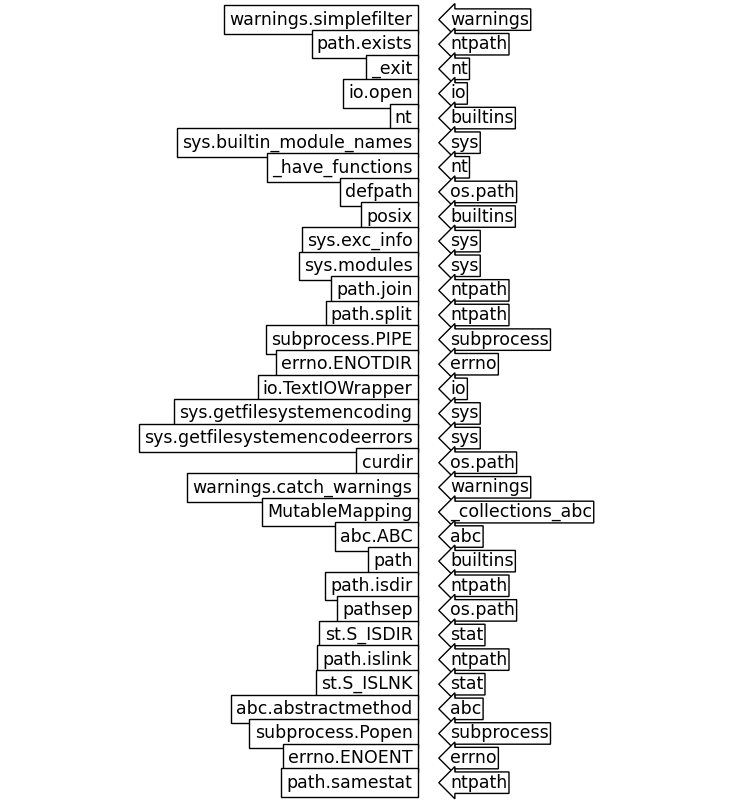 warnings.simplefilter warnings
path.exists ntpath
_exit nt
io.open io
nt builtins
sys.builtin_module_names sys
_have_functions nt
defpath os.path
posix builtins
sys.exc_info sys
sys.modules sys
path.join ntpath
path.split ntpath
subprocess.PIPE subprocess
errno.ENOTDIR errno
io.TextIOWrapper io
sys.getfilesystemencoding sys
sys.getfilesystemencodeerrors sys
curdir os.path
warnings.catch_warnings warnings
MutableMapping _collections_abc
abc.ABC abc
path builtins
path.isdir ntpath
pathsep os.path
st.S_ISDIR stat
path.islink ntpath
st.S_ISLNK stat
abc.abstractmethod abc
subprocess.Popen subprocess
errno.ENOENT errno
path.samestat ntpath